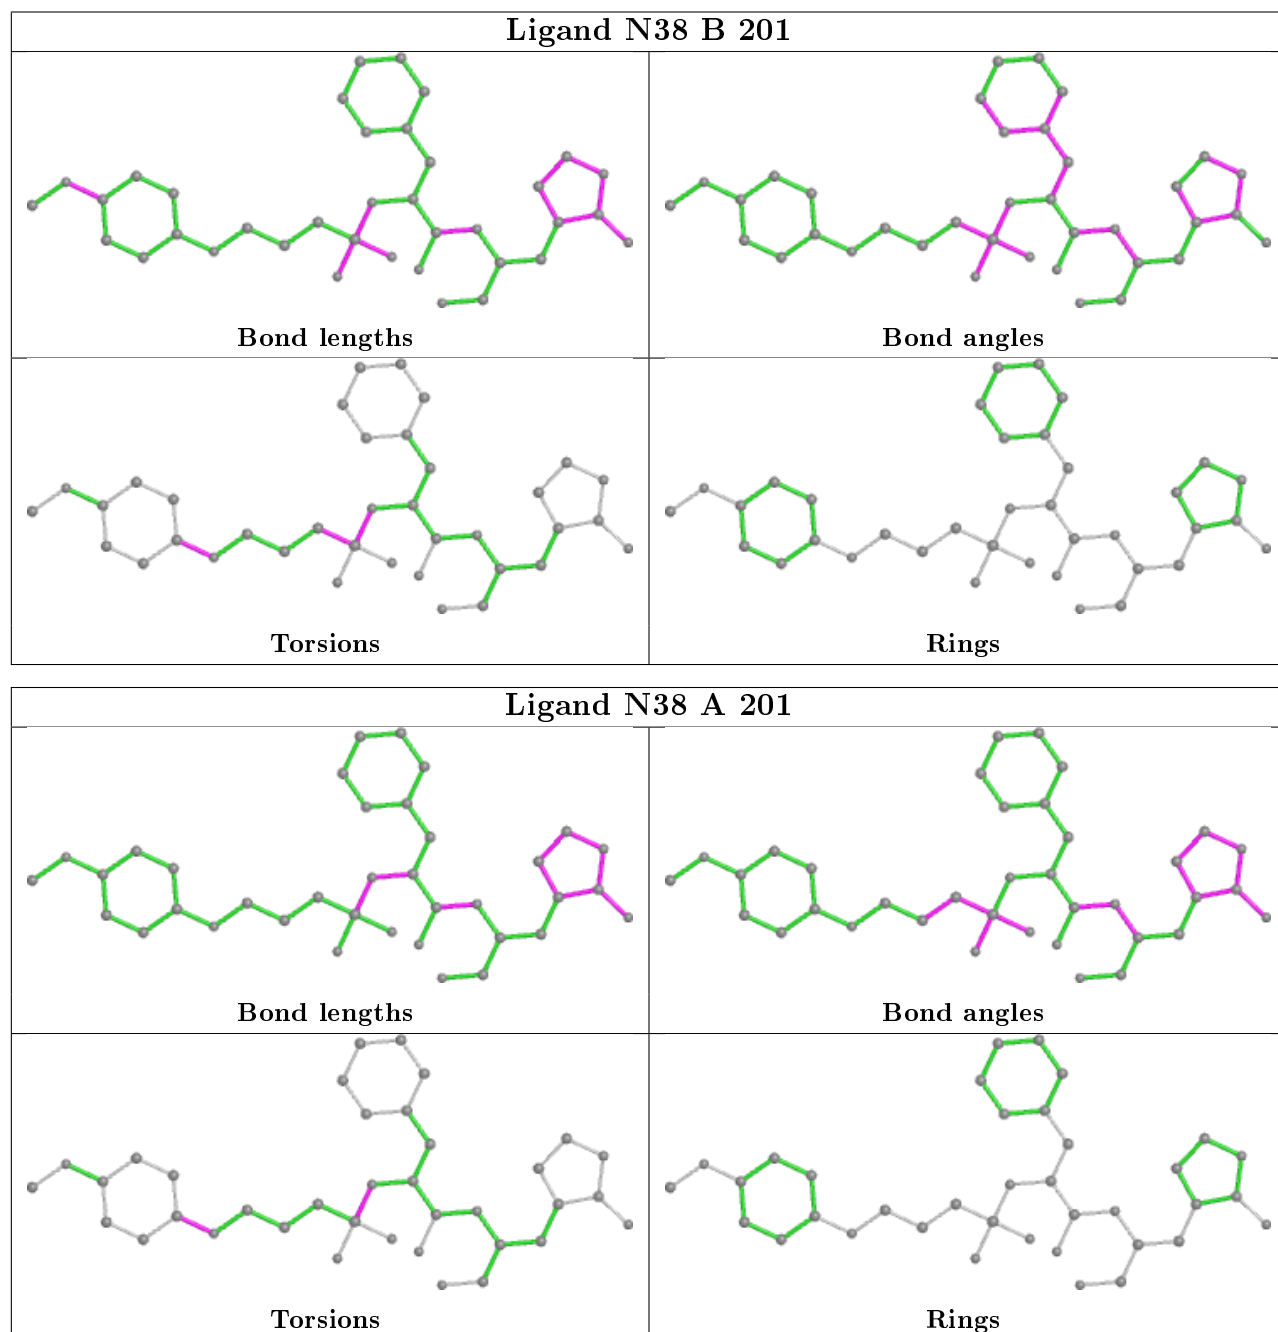 Ligand N38 B 201
Bond lengths
Bond angles
Torsions
Rings
Ligand N38 A 201
Bond lengths
Bond angles
Torsions
Rings